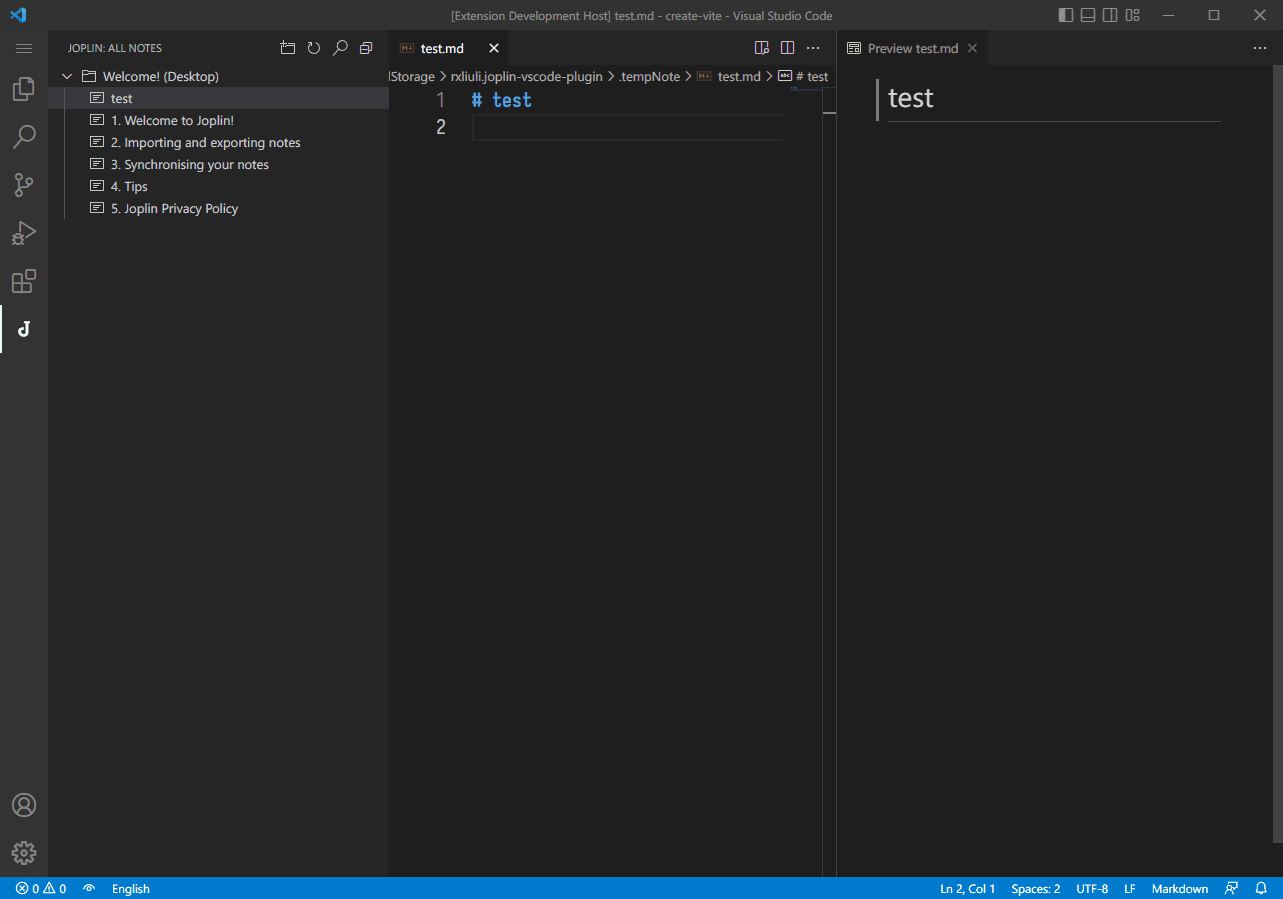 [Extension Development Host] test.md - create-vite - Visual Studio Code
JOPLIN: ALL NOTES
Welcome! (Desktop)
test
1. Welcome to Joplin!
2. Importing and exporting notes
3. Synchronising your notes
4. Tips
5. Joplin Privacy Policy
test.md
lStorage > rxliuli.joplin-vscode-plugin > .tempNote > test.md > # test
1 # test
2
Preview test.md
test
0 0 English
Ln 2, Col 1 Spaces: 2 UTF-8 LF Markdown